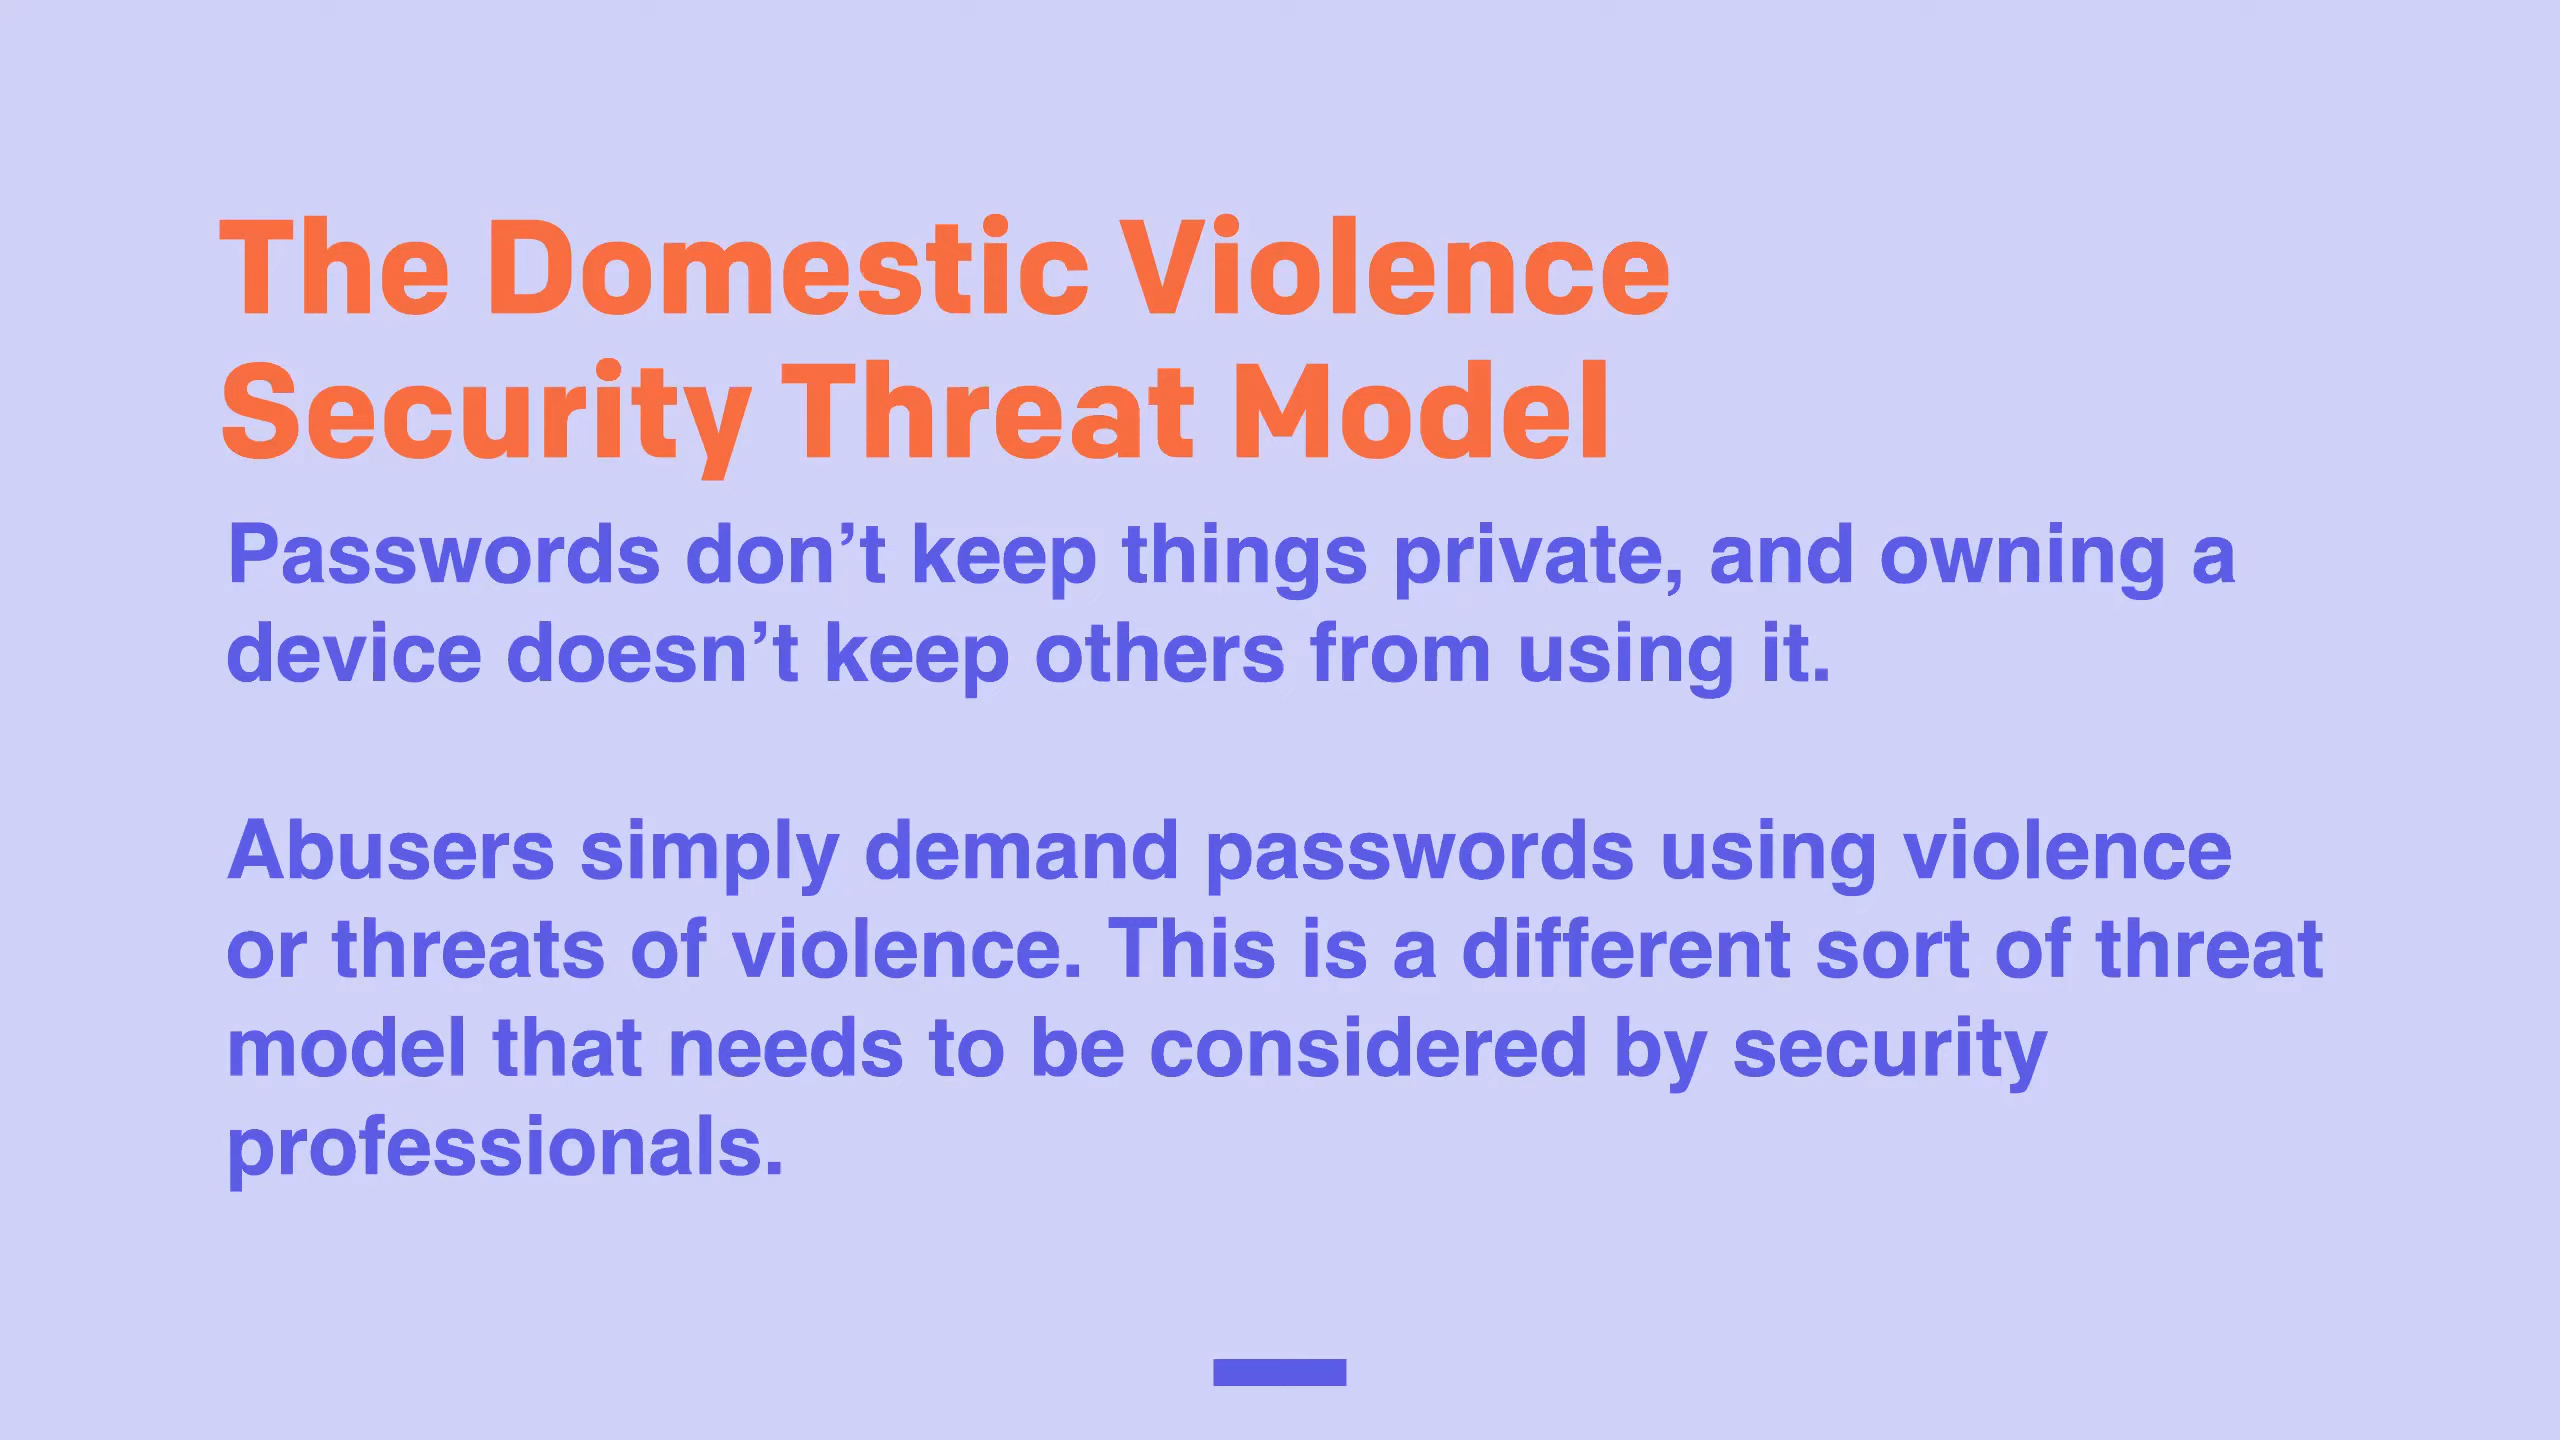 The Domestic Violence
Security Threat Model
Passwords don’t keep things private, and owning a
device doesn’t keep others from using it.
Abusers simply demand passwords using violence
or threats of violence. This is a different sort of threat
model that needs to be considered by security
professionals.